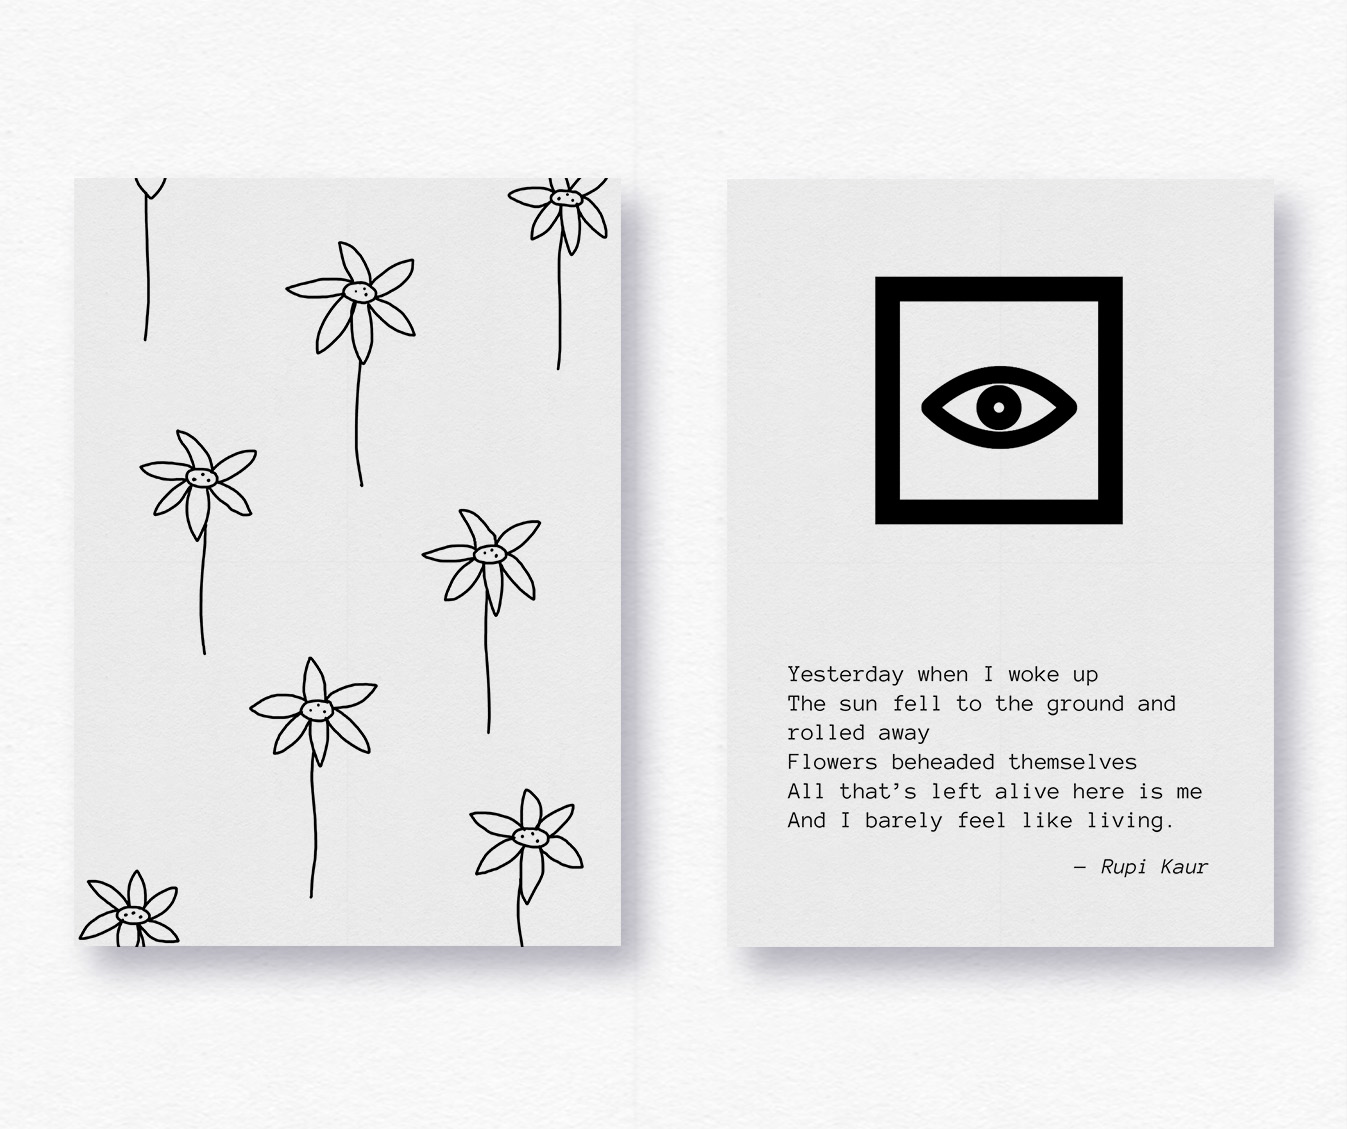 Yesterday when I woke up
The sun fell to the ground and
rolled away
Flowers beheaded themselves
All that’s left alive here is me
And I barely feel like living.
— Rupi Kaur